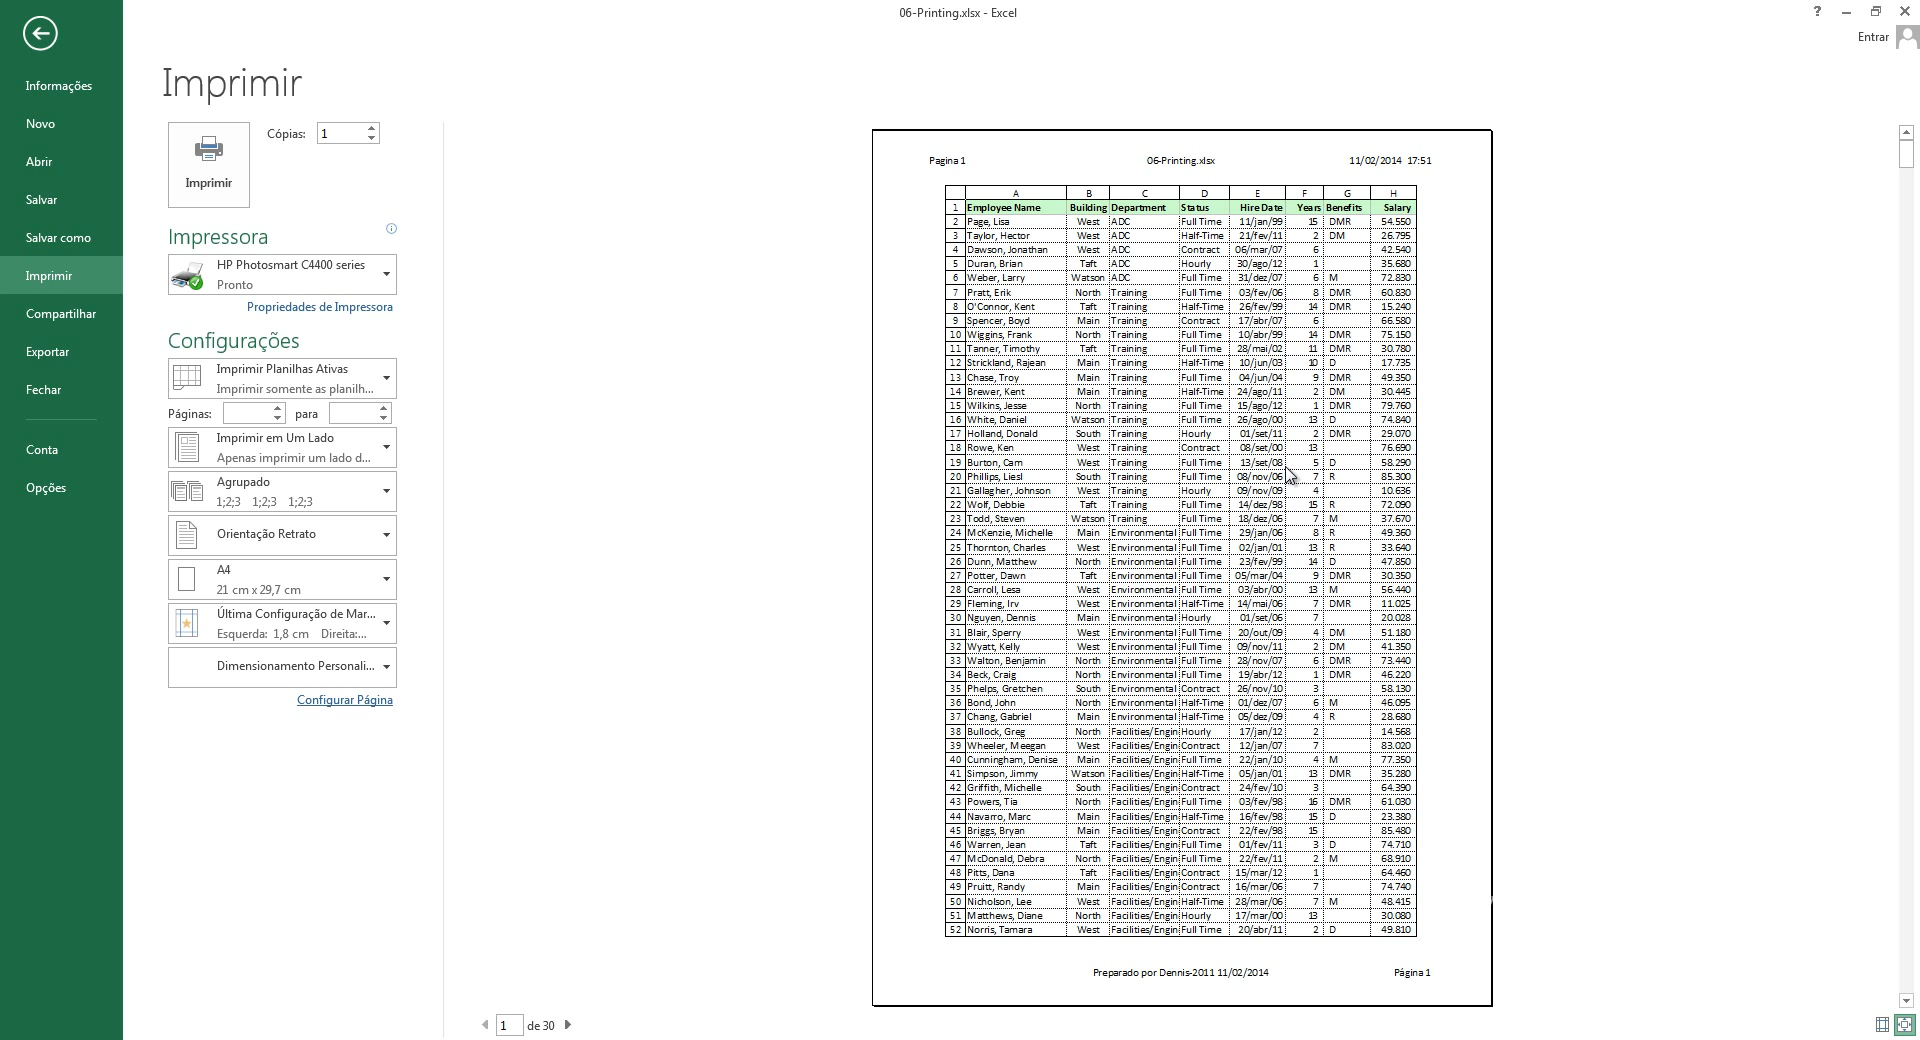 06-Printing.xlsx - Excel
?
Entrar
Informações
Novo
Abrir
Salvar
Salvar como
Imprimir
Compartilhar
Exportar
Fechar
Conta
Opções
Imprimir
Imprimir
Cópias: 1
Impressora
HP Photosmart C4400 series
Pronto
Propriedades de Impressora
Configurações
Imprimir Planilhas Ativas
Imprimir somente as planilh...
Páginas: para
Imprimir em Um Lado
Apenas imprimir um lado d...
Agrupado
1;2;3 1;2;3 1;2;3
Orientação Retrato
A4
21 cm x 29,7 cm
Última Configuração de Mar...
Esquerda: 1,8 cm Direita:...
Dimensionamento Personali...
Configurar Página
Pagina 1 06-Printing.xlsx 11/02/2014 17:51
A B C D E F G H
1 Employee Name Building Department Status Hire Date Years Benefits Salary
2 Page, Lisa West ADC Full Time 11/jan/99 15 DMR 54.550
3 Taylor, Hector West ADC Half-Time 21/fev/11 2 DM 26.795
4 Dawson, Jonathan West ADC Contract 06/mar/07 6 42.540
5 Duran, Brian Taft ADC Hourly 30/ago/12 1 35.680
6 Weber, Larry Watson ADC Full Time 31/dez/07 6 M 72.830
7 Pratt, Erik North Training Full Time 03/fev/06 8 DMR 60.830
8 O'Connor, Kent Taft Training Half-Time 26/fev/99 14 DMR 15.240
9 Spencer, Boyd Main Training Contract 17/abr/07 6 66.580
10 Wiggins, Frank North Training Full Time 10/abr/99 14 DMR 75.150
11 Tanner, Timothy Taft Training Full Time 28/mai/02 11 DMR 30.780
12 Strickland, Rajean Main Training Half-Time 10/jun/03 10 D 17.735
13 Chase, Troy Main Training Full Time 04/jun/04 9 DMR 49.350
14 Brewer, Kent Main Training Half-Time 24/ago/11 2 DM 30.445
15 Wilkins, Jesse North Training Full Time 15/ago/12 1 DMR 79.760
16 White, Daniel Watson Training Full Time 26/ago/00 13 D 74.840
17 Holland, Donald South Training Hourly 01/set/11 2 DMR 29.070
18 Rowe, Ken West Training Contract 08/set/00 13 76.690
19 Burton, Cam West Training Full Time 13/set/08 5 D 58.290
20 Phillips, Liesl South Training Full Time 08/nov/06 7 R 85.300
21 Gallagher, Johnson West Training Hourly 09/nov/09 4 10.636
22 Wolf, Debbie Taft Training Full Time 14/dez/98 15 R 72.090
23 Todd, Steven Watson Training Full Time 18/dez/06 7 M 37.670
24 McKenzie, Michelle Main Environmental Full Time 29/jan/06 8 R 49.360
25 Thornton, Charles West Environmental Full Time 02/jan/01 13 R 33.640
26 Dunn, Matthew North Environmental Full Time 23/fev/99 14 D 47.850
27 Potter, Dawn Taft Environmental Full Time 05/mar/04 9 DMR 30.350
28 Carroll, Lesa West Environmental Full Time 03/abr/00 13 M 56.440
29 Fleming, Irv West Environmental Half-Time 14/mai/06 7 DMR 11.025
30 Nguyen, Dennis Main Environmental Hourly 01/set/06 7 20.028
31 Blair, Sperry West Environmental Full Time 20/out/09 4 DM 51.180
32 Wyatt, Kelly West Environmental Full Time 09/nov/11 2 DM 41.350
33 Walton, Benjamin North Environmental Full Time 28/nov/07 6 DMR 73.440
34 Beck, Craig North Environmental Full Time 19/abr/12 1 DMR 46.220
35 Phelps, Gretchen South Environmental Contract 26/nov/10 3 58.130
36 Bond, John North Environmental Half-Time 01/dez/07 6 M 46.095
37 Chang, Gabriel Main Environmental Half-Time 05/dez/09 4 R 28.680
38 Bullock, Greg North Facilities/Engin Hourly 17/jan/12 2 14.568
39 Wheeler, Meegan West Facilities/Engin Contract 12/jan/07 7 83.020
40 Cunningham, Denise Main Facilities/Engin Full Time 22/jan/10 4 M 77.350
41 Simpson, Jimmy Watson Facilities/Engin Half-Time 05/jan/01 13 DMR 35.280
42 Griffith, Michelle South Facilities/Engin Contract 24/fev/10 3 64.390
43 Powers, Tia North Facilities/Engin Full Time 03/fev/98 16 DMR 61.030
44 Navarro, Marc Main Facilities/Engin Half-Time 16/fev/98 15 D 23.380
45 Briggs, Bryan Main Facilities/Engin Contract 22/fev/98 15 85.480
46 Warren, Jean Taft Facilities/Engin Full Time 01/fev/11 3 D 74.710
47 McDonald, Debra North Facilities/Engin Full Time 22/fev/11 2 M 68.910
48 Pitts, Dana Taft Facilities/Engin Contract 15/mar/12 1 64.460
49 Pruitt, Randy Main Facilities/Engin Contract 16/mar/06 7 74.740
50 Nicholson, Lee West Facilities/Engin Half-Time 28/mar/06 7 M 48.415
51 Matthews, Diane North Facilities/Engin Hourly 17/mar/00 13 30.080
52 Norris, Tamara West Facilities/Engin Full Time 20/abr/11 2 D 49.810
Preparado por Dennis-2011 11/02/2014 Página 1
1 de 30